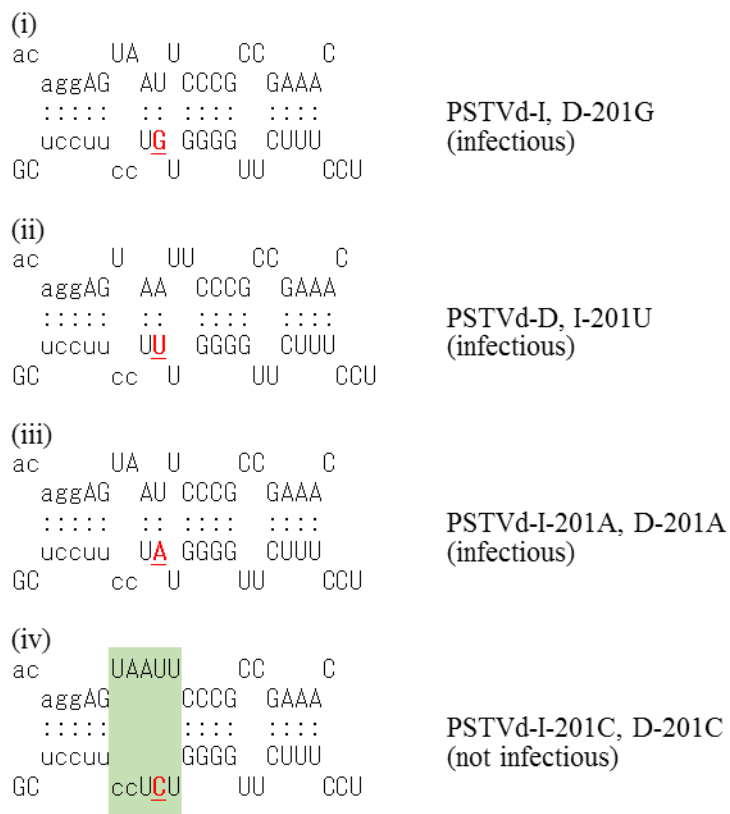 (i)
ac UA U CC C
aggAG AU CCCG GAAA
::::: :: :::: :::: PSTVd-I, D-201G
uccuu UG GGGG CUUU (infectious)
GC cc U UU CCU
(ii)
ac U UU CC C
aggAG AA CCCG GAAA
::::: :: :::: :::: PSTVd-D, I-201U
uccuu UU GGGG CUUU (infectious)
GC cc U UU CCU
(iii)
ac UA U CC C
aggAG AU CCCG GAAA
::::: :: :::: :::: PSTVd-I-201A, D-201A
uccuu UA GGGG CUUU (infectious)
GC cc U UU CCU
(iv)
ac UAAUU CC C
aggAG CCCG GAAA
::::: :::: :::: PSTVd-I-201C, D-201C
uccuu GGGG CUUU (not infectious)
GC ccUCU UU CCU